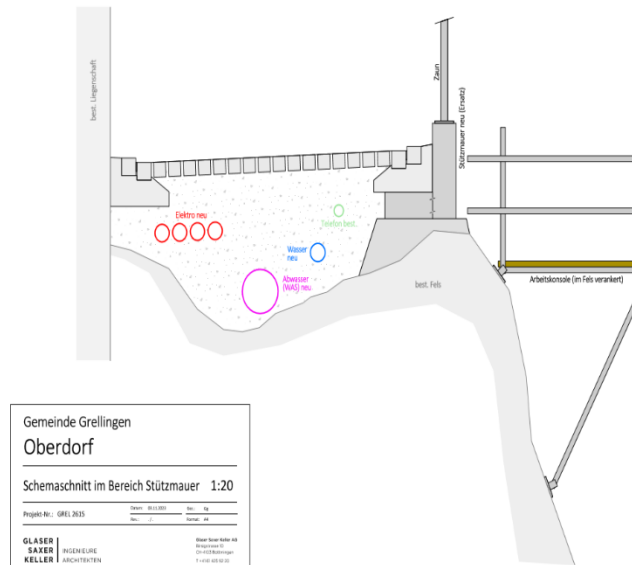 best. Liegenschaft
Zaun
Stützmauer neu (Ersatz)
Elektro neu
Telefon best.
Wasser
neu
Abwasser
(WAS) neu
best. Fels
Arbeitskonsole (im Fels verankert)
Gemeinde Grellingen
Oberdorf
Schemaschnitt im Bereich Stützmauer 1:20
Projekt-Nr.: GREL 2615
Datum:
Format: A4
GLASER
SAXER INGENIEURE
KELLER ARCHITEKTEN
Glaser Saxer Keller AG